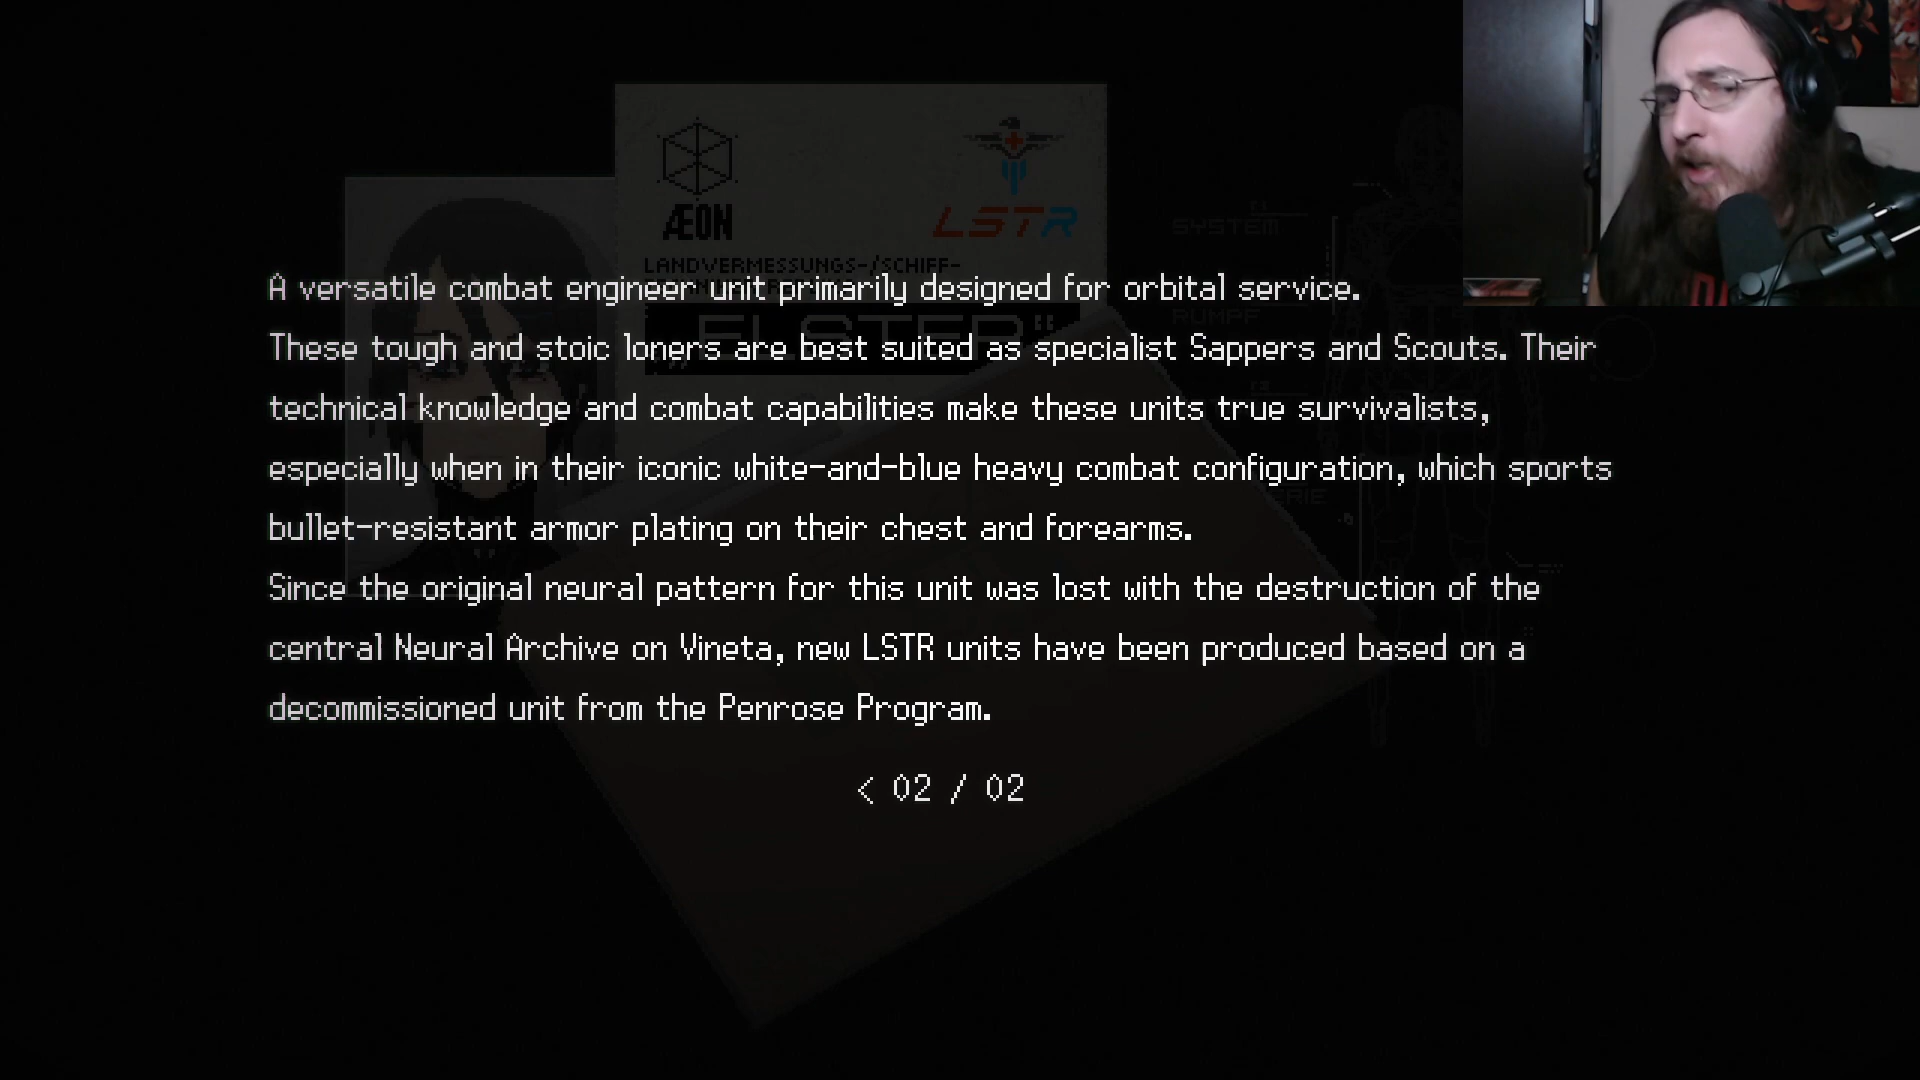 ÆON
LSTR
LANDVERMESSUNGS-/SCHIFF-
SYSTEM
RUMPF
A versatile combat engineer unit primarily designed for orbital service.
These tough and stoic loners are best suited as specialist Sappers and Scouts. Their
technical knowledge and combat capabilities make these units true survivalists,
especially when in their iconic white-and-blue heavy combat configuration, which sports
bullet-resistant armor plating on their chest and forearms.
Since the original neural pattern for this unit was lost with the destruction of the
central Neural Archive on Vineta, new LSTR units have been produced based on a
decommissioned unit from the Penrose Program.
< 02 / 02